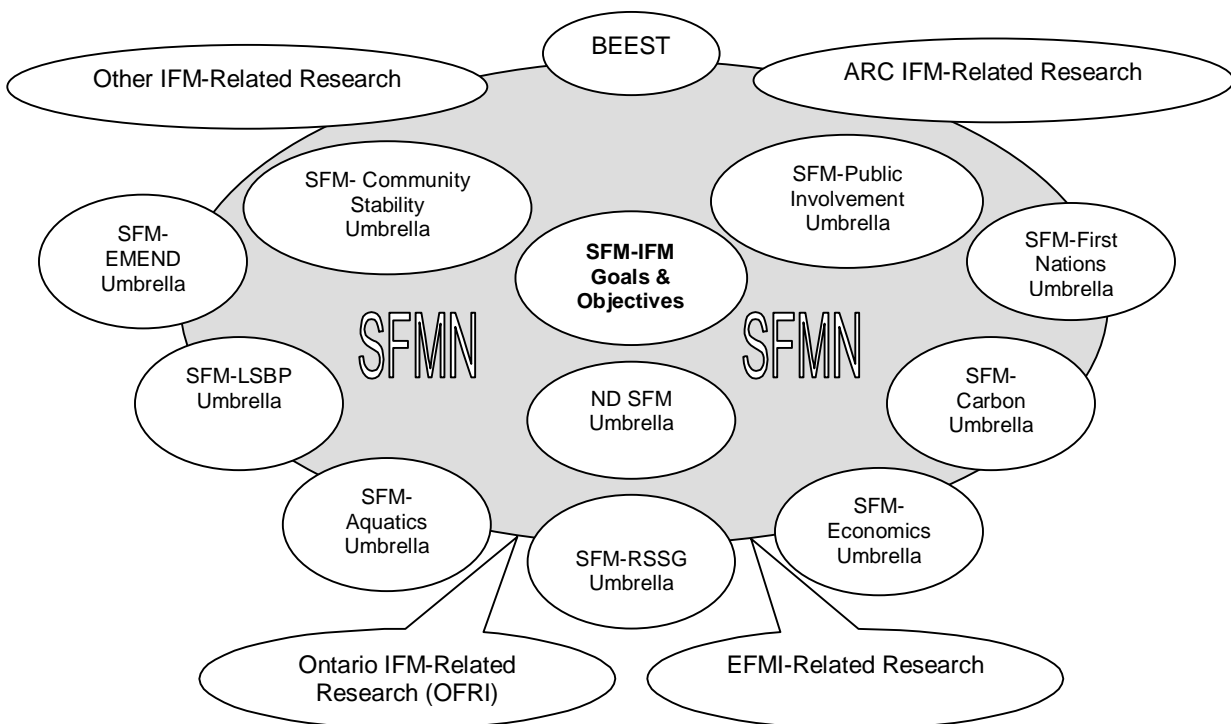 BEEST
Other IFM-Related Research
ARC IFM-Related Research
SFM- Community
Stability
Umbrella
SFM-Public
Involvement
Umbrella
SFM-
EMEND
Umbrella
SFM-IFM
Goals &
Objectives
SFM-First
Nations
Umbrella
SFMN
SFMN
SFM-LSBP
Umbrella
ND SFM
Umbrella
SFM-
Carbon
Umbrella
SFM-
Aquatics
Umbrella
SFM-RSSG
Umbrella
SFM-
Economics
Umbrella
Ontario IFM-Related
Research (OFRI)
EFMI-Related Research